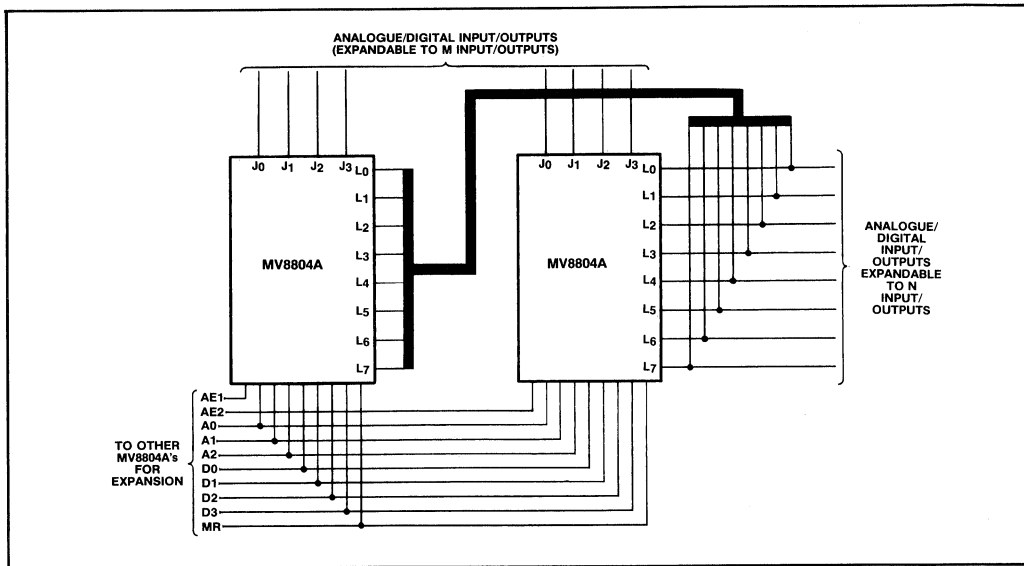 ANALOGUE/DIGITAL INPUT/OUTPUTS
(EXPANDABLE TO M INPUT/OUTPUTS)
J0 J1 J2 J3
L0
L1
L2
L3
L4
L5
L6
L7
MV8804A
J0 J1 J2 J3
L0
L1
L2
L3
L4
L5
L6
L7
MV8804A
ANALOGUE/
DIGITAL
INPUT/
OUTPUTS
EXPANDABLE
TO N
INPUT/
OUTPUTS
TO OTHER
MV8804A's
FOR
EXPANSION
AE1
AE2
A0
A1
A2
D0
D1
D2
D3
MR